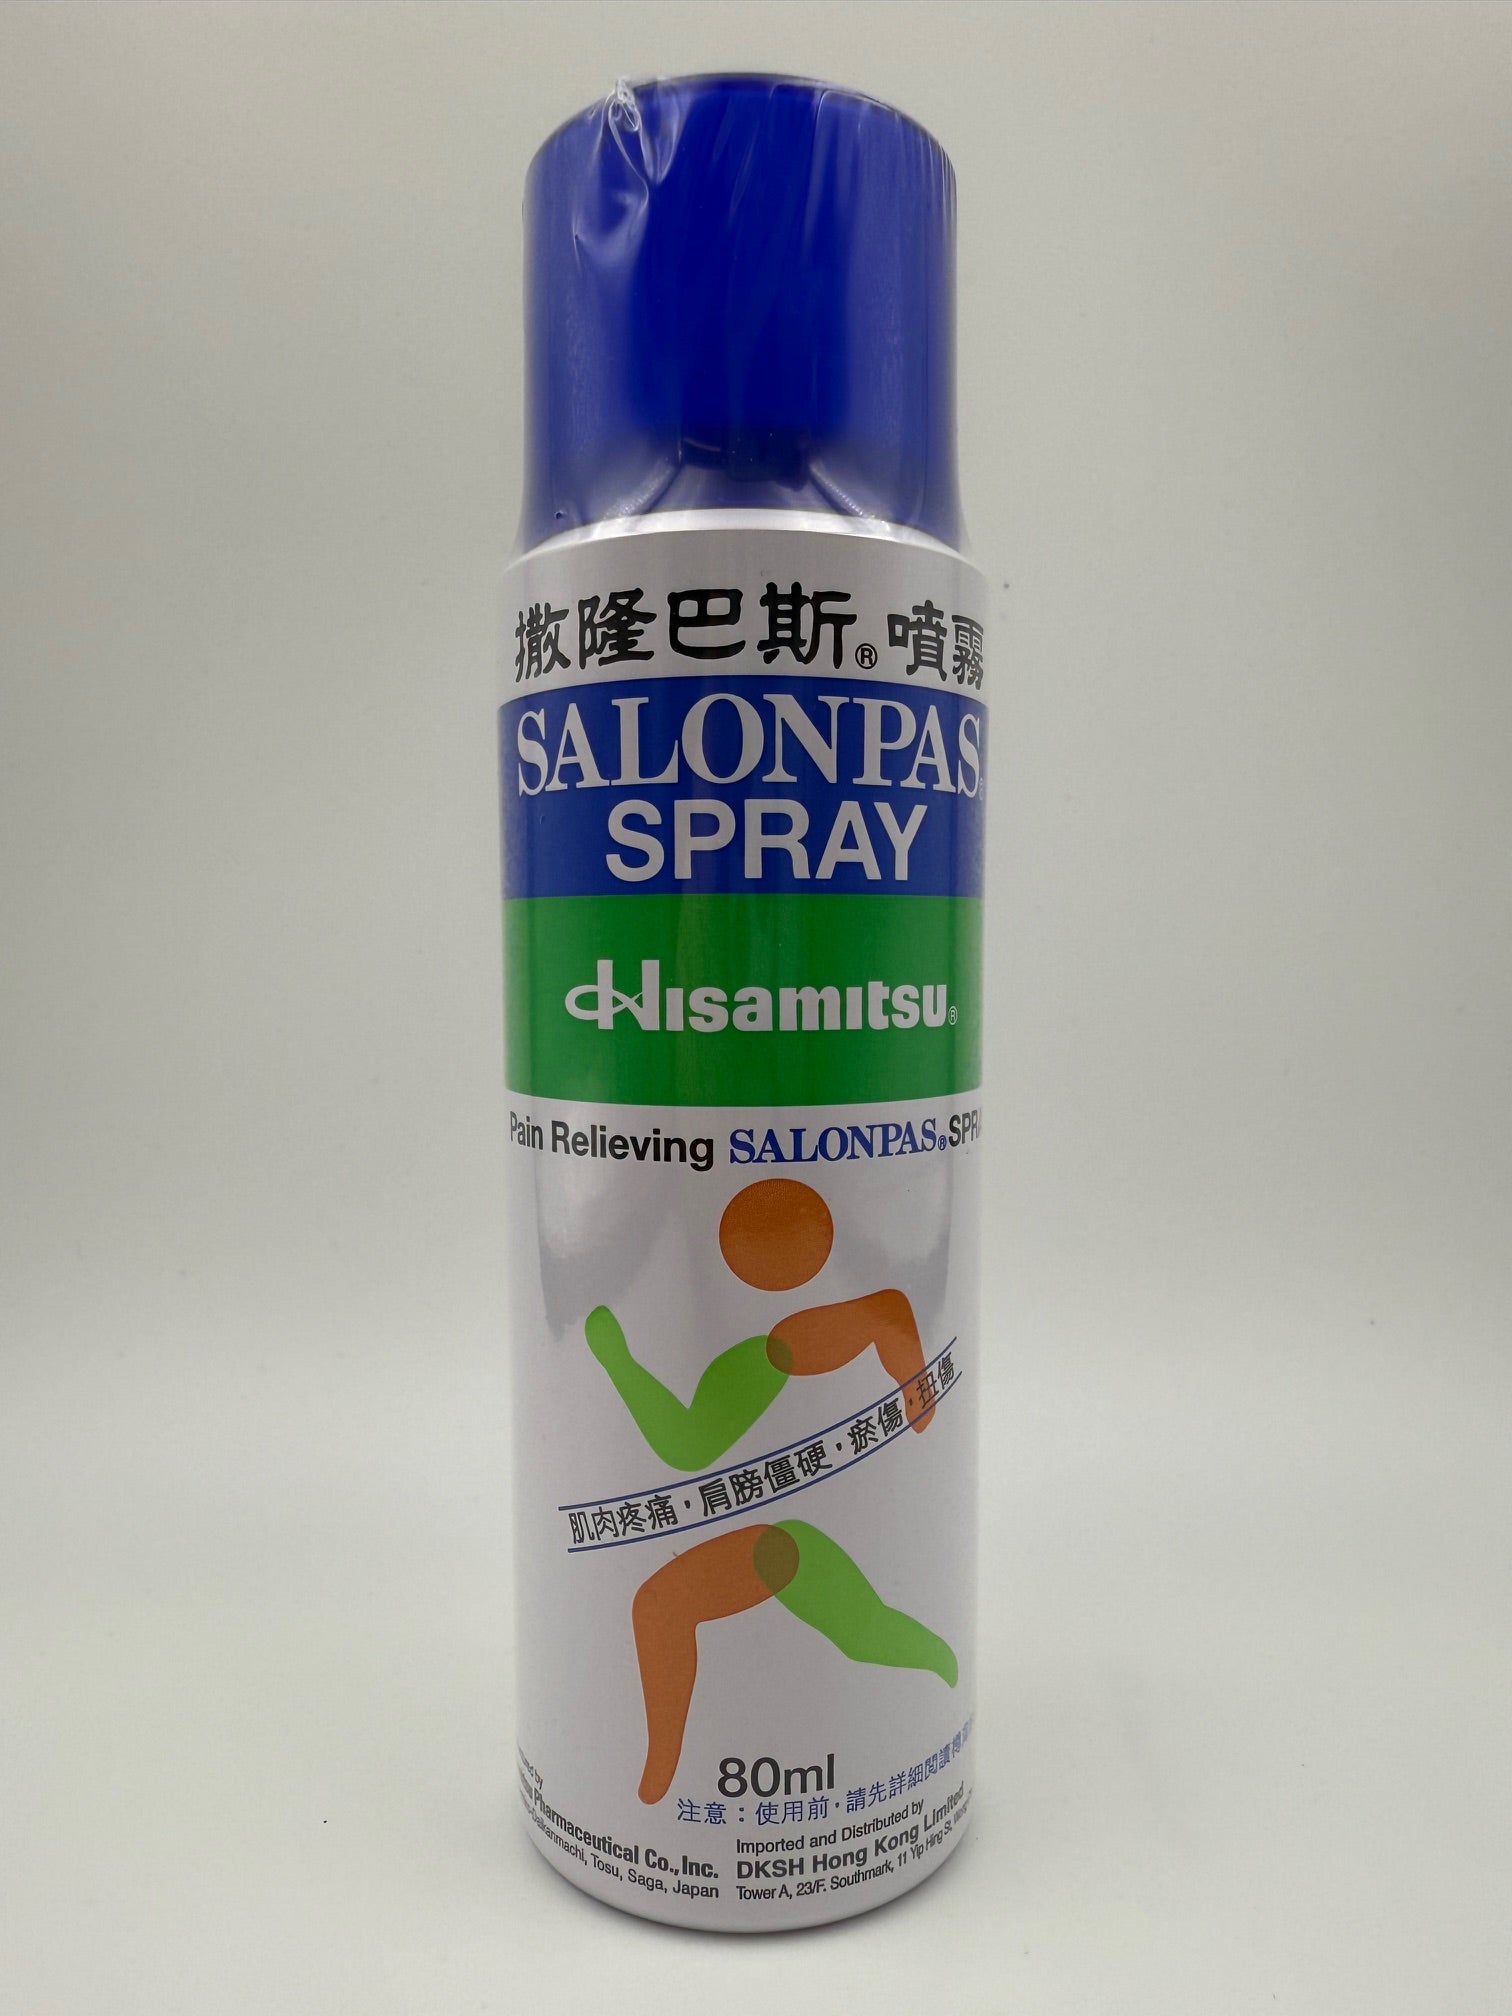 撒隆巴斯® 噴霧
SALONPAS®
SPRAY
Hisamitsu®
Pain Relieving SALONPAS® SPRA
肌肉疼痛・肩膀僵硬・瘀傷・扭傷
80ml
注意：使用前，請先詳細閱讀
by
Pharmaceutical Co., Inc.
Tosu, Saga, Japan
Imported and Distributed by
DKSH Hong Kong Limited
Tower A, 23/F. Southmark, 11 Yip Hing St.